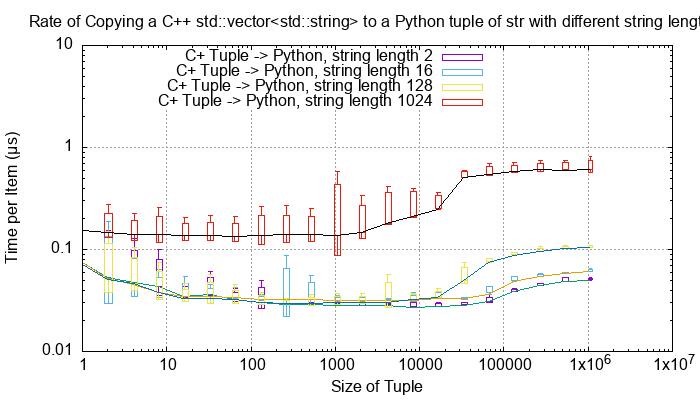 Rate of Copying a C++ std::vector<std::string> to a Python tuple of str with different string lengt
10
C+ Tuple -> Python, string length 2
C+ Tuple -> Python, string length 16
C+ Tuple -> Python, string length 128
C+ Tuple -> Python, string length 1024
1
Time per Item (µs)
0.1
0.01
1 10 100 1000 10000 100000 1x10⁶ 1x10⁷
Size of Tuple